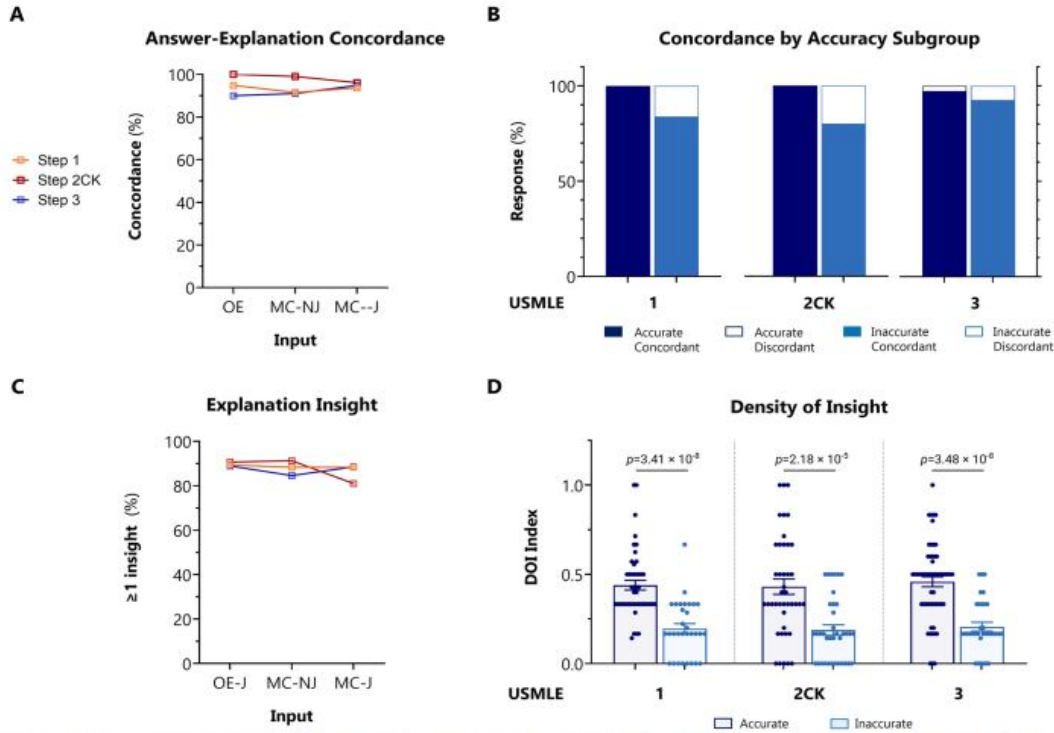 A
Answer-Explanation Concordance
Concordance (%)
100
80
60
40
20
0
OE MC-NJ MC--J
Input
Step 1
Step 2CK
Step 3
B
Concordance by Accuracy Subgroup
Response (%)
100
50
0
USMLE 1 2CK 3
Accurate Concordant
Accurate Discordant
Inaccurate Concordant
Inaccurate Discordant
C
Explanation Insight
≥1 insight (%)
100
80
60
40
20
0
OE-J MC-NJ MC-J
Input
D
Density of Insight
p=3.41 × 10⁻⁸ p=2.18 × 10⁻⁵ p=3.48 × 10⁻⁶
DOI Index
1.0
0.5
0.0
USMLE 1 2CK 3
Accurate Inaccurate